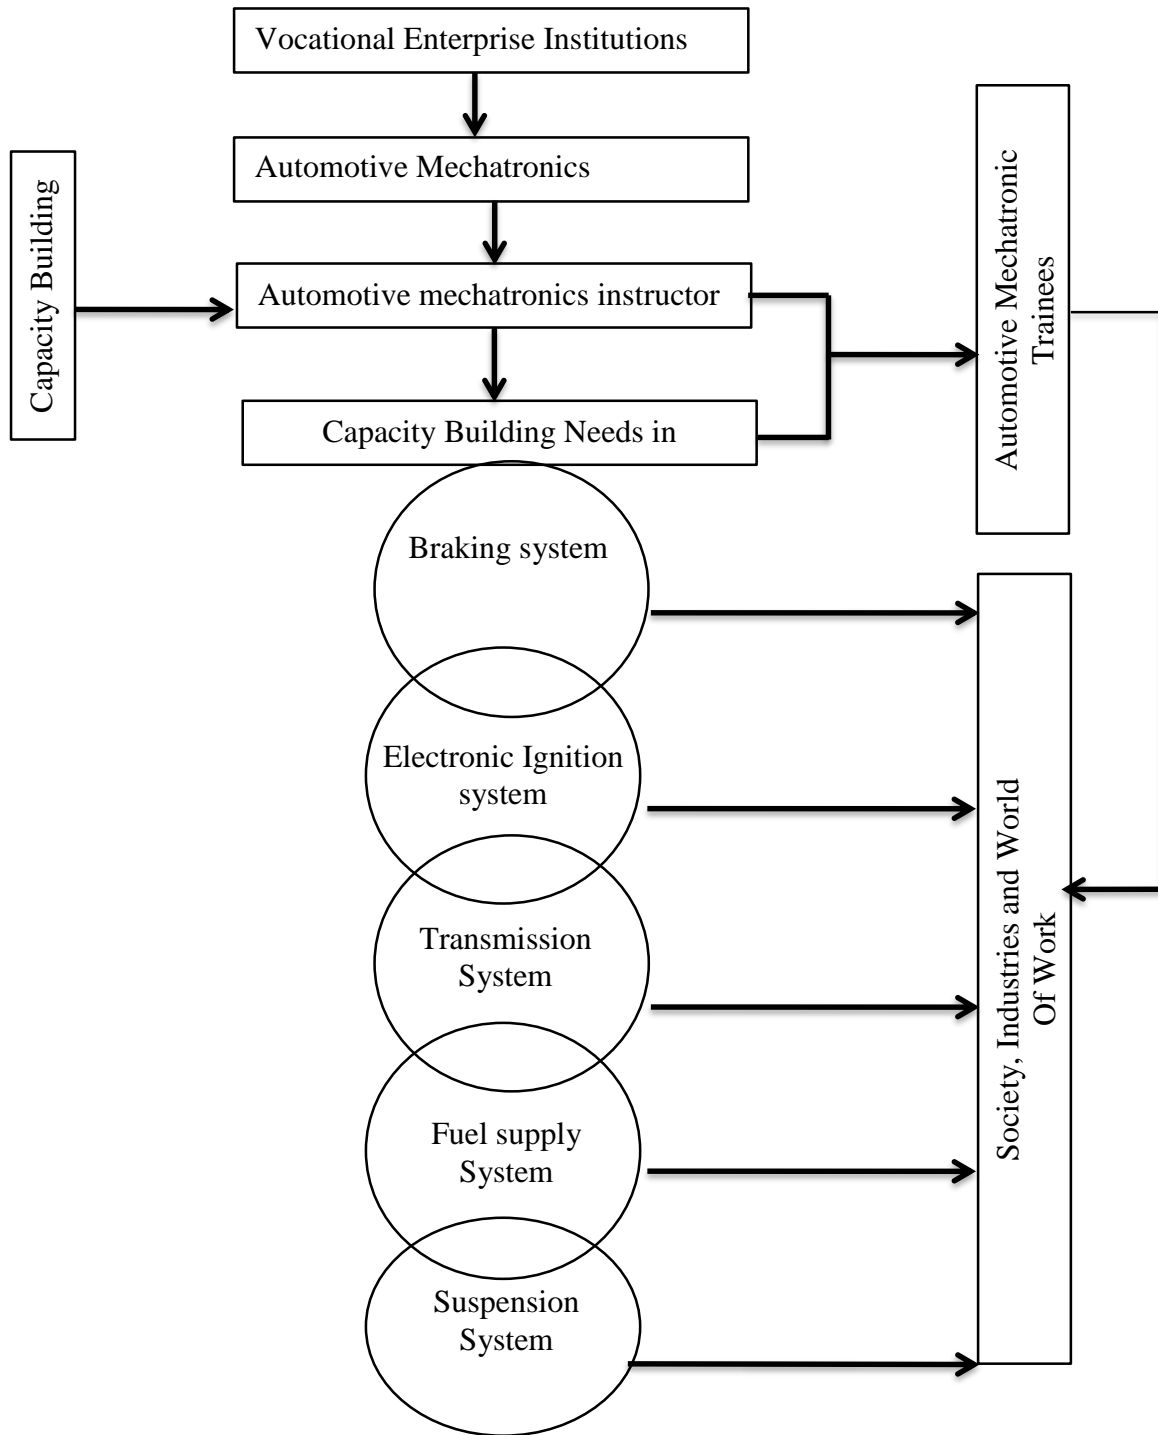 Vocational Enterprise Institutions
Automotive Mechatronics
Capacity Building
Automotive mechatronics instructor
Automotive Mechatronic
Trainees
Capacity Building Needs in
Braking system
Electronic Ignition
system
Transmission
System
Fuel supply
System
Suspension
System
Society, Industries and World
Of Work